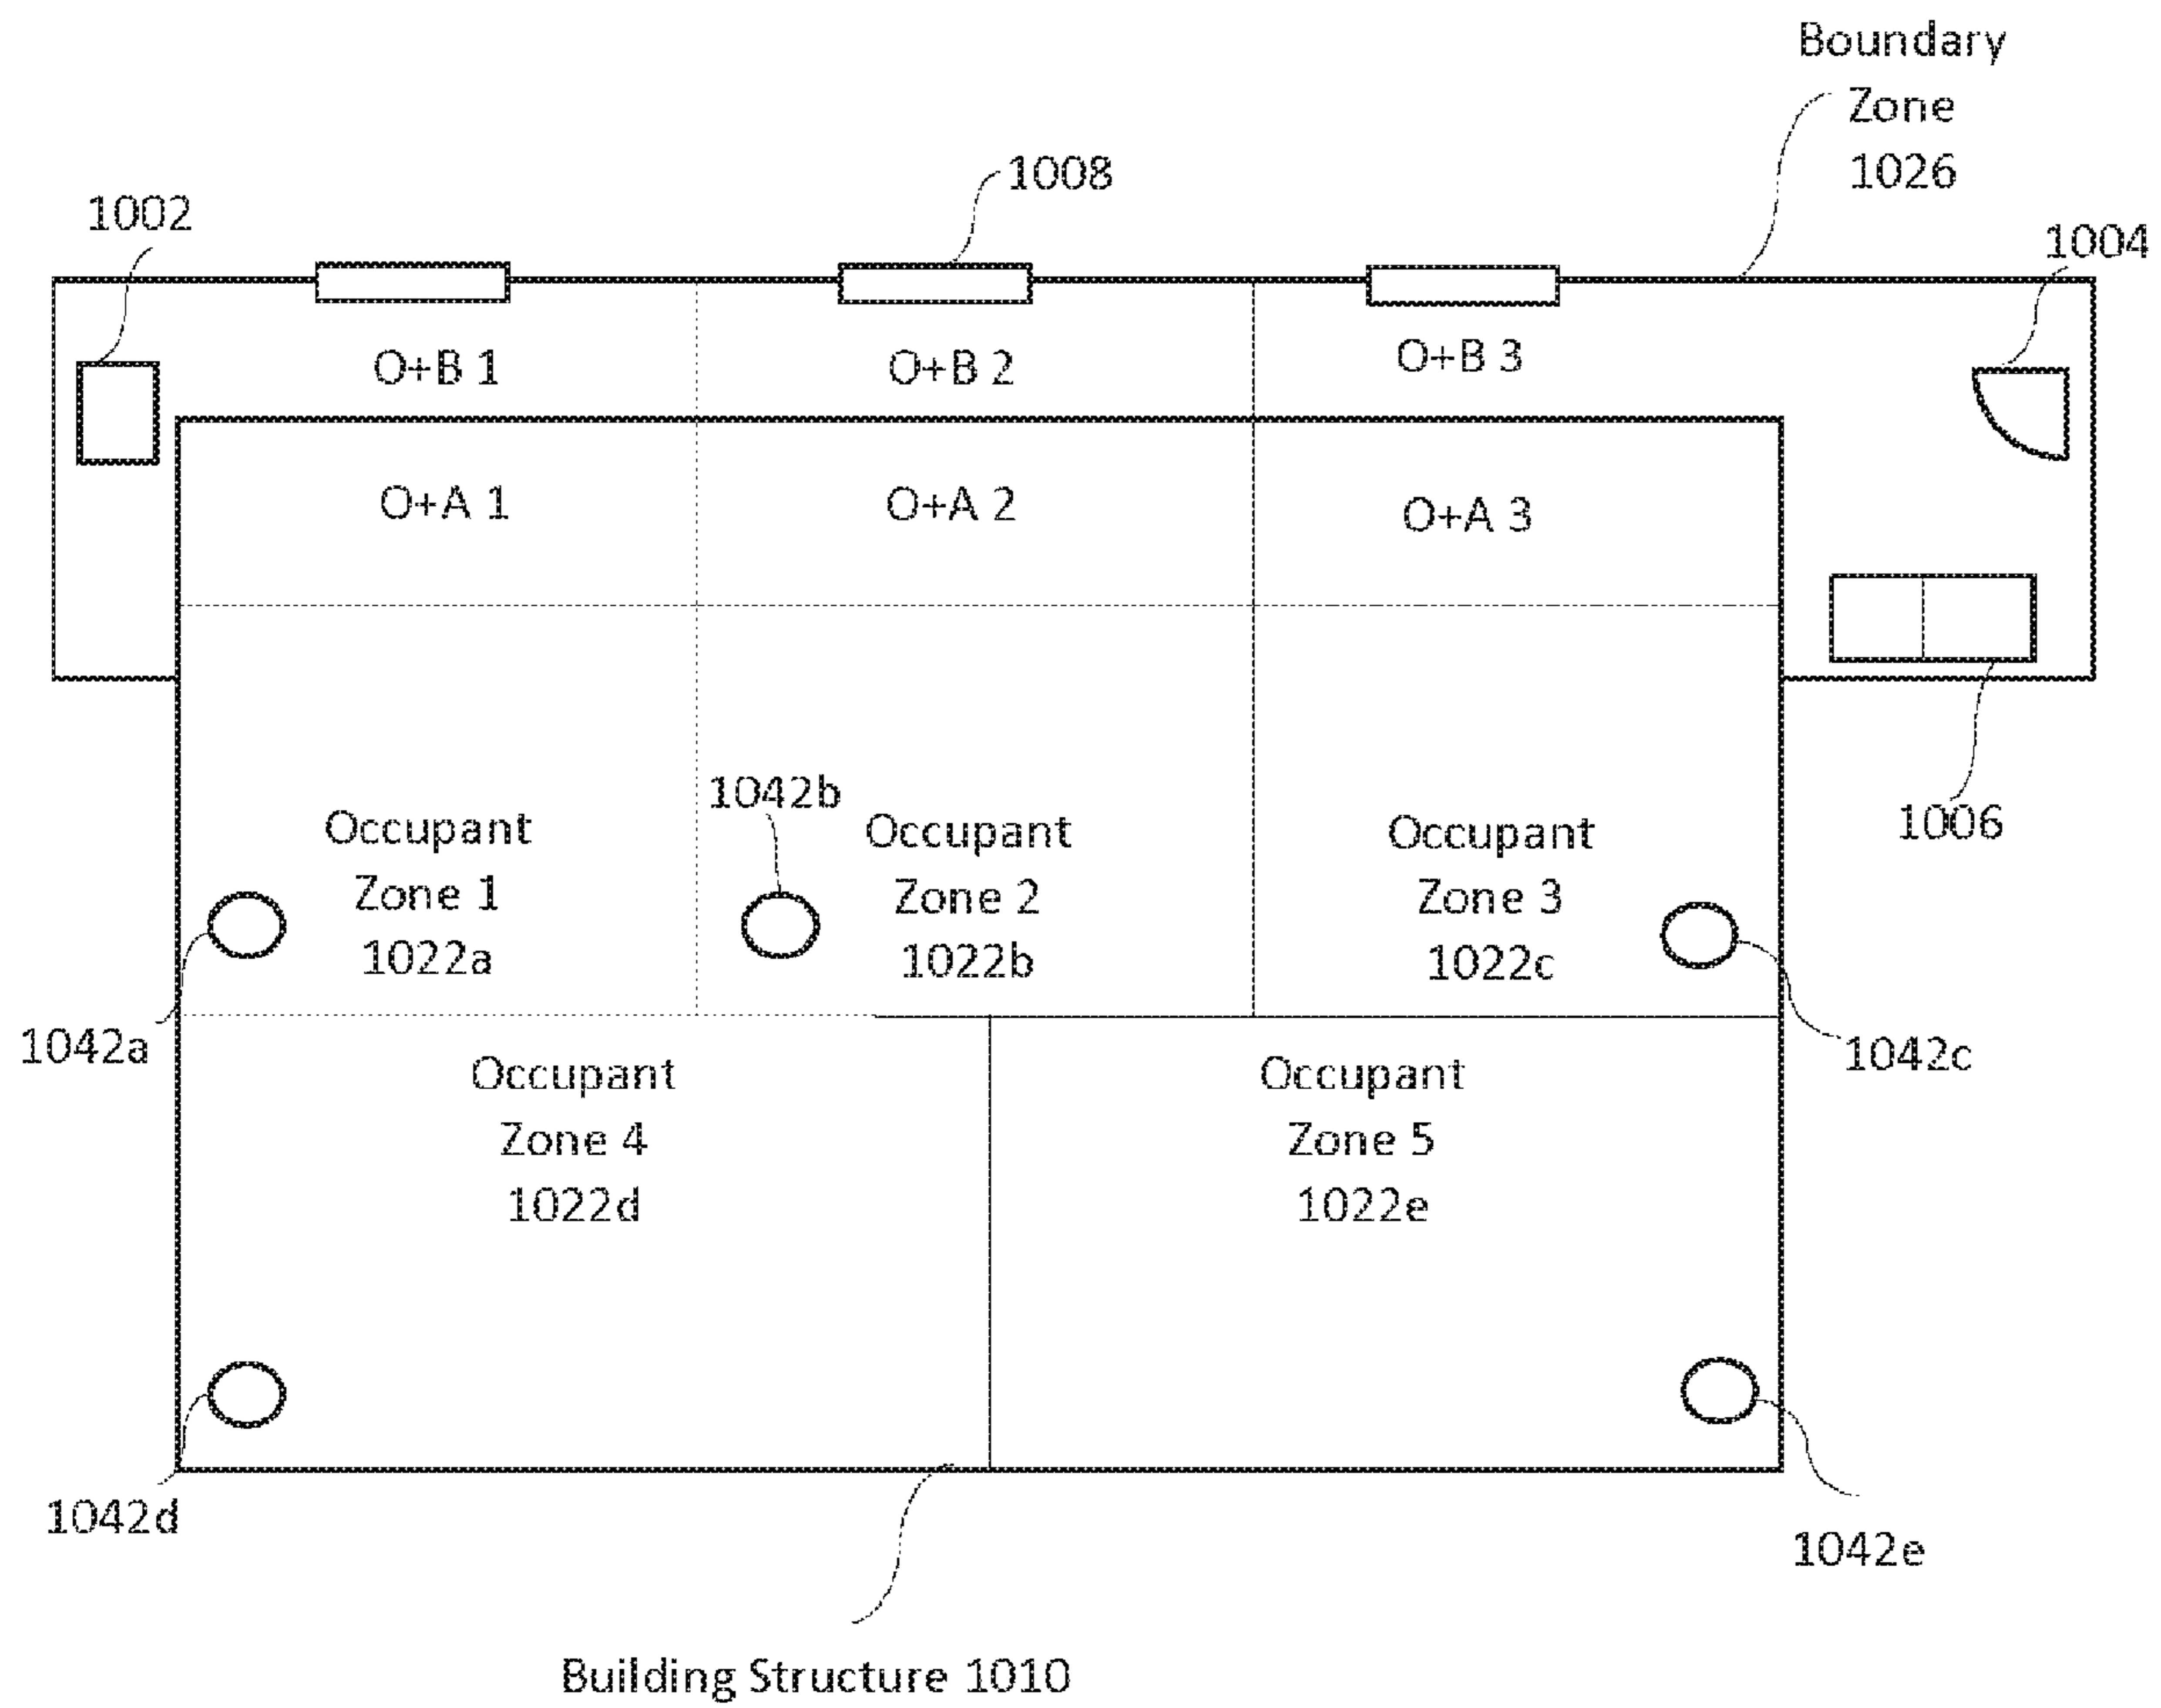 Boundary
Zone
1026
1008
1002
1004
O+B 1
O+B 2
O+B 3
O+A 1
O+A 2
O+A 3
1006
1042b
Occupant
Zone 1
1022a
Occupant
Zone 2
1022b
Occupant
Zone 3
1022c
1042a
1042c
Occupant
Zone 4
1022d
Occupant
Zone 5
1022e
1042d
1042e
Building Structure 1010